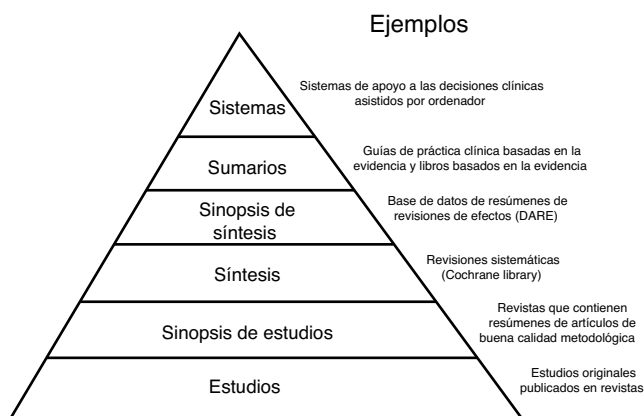 Ejemplos
Sistemas
Sistemas de apoyo a las decisiones clínicas
asistidos por ordenador
Sumarios
Guías de práctica clínica basadas en la
evidencia y libros basados en la evidencia
Sinopsis de
síntesis
Base de datos de resúmenes de
revisiones de efectos (DARE)
Síntesis
Revisiones sistemáticas
(Cochrane library)
Sinopsis de estudios
Revistas que contienen
resúmenes de artículos de
buena calidad metodológica
Estudios
Estudios originales
publicados en revistas